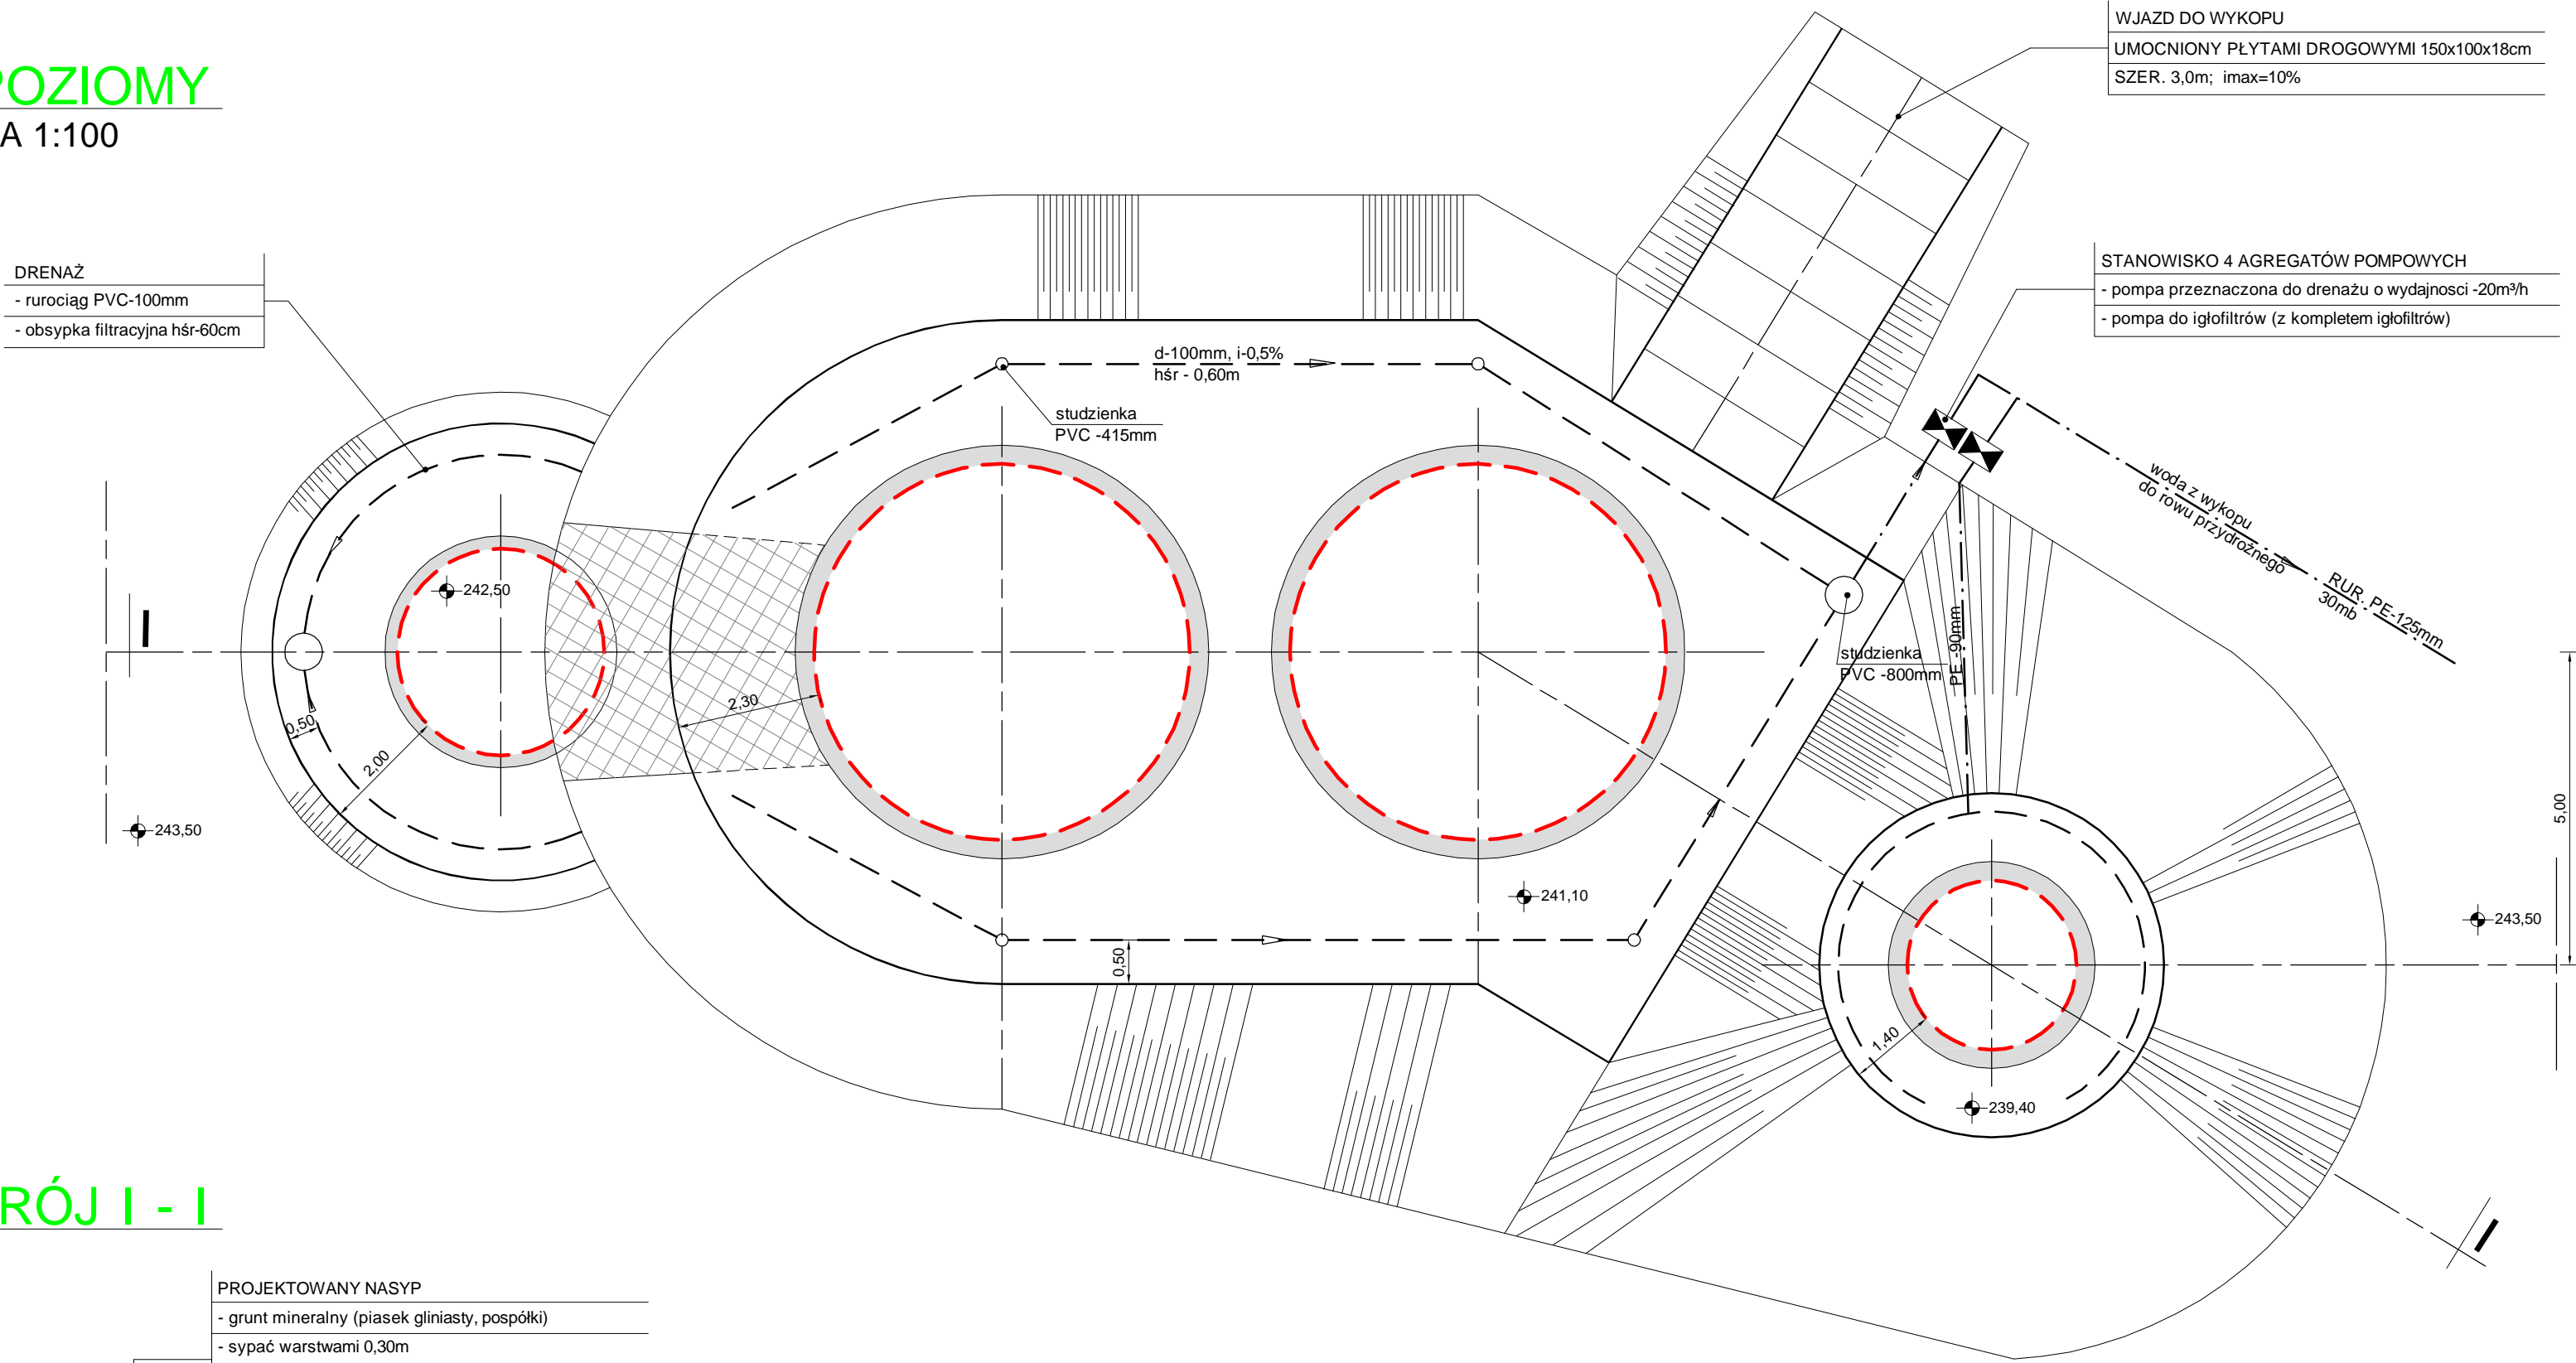 POZIOMY
A 1:100
WJAZD DO WYKOPU
UMOCNIONY PŁYTAMI DROGOWYMI 150x100x18cm
SZER. 3,0m; imax=10%
DRENAŻ
- rurociąg PVC-100mm
- obsypka filtracyjna hśr-60cm
STANOWISKO 4 AGREGATÓW POMPOWYCH
- pompa przeznaczona do drenażu o wydajnosci -20m³/h
- pompa do igłofiltrów (z kompletem igłofiltrów)
d-100mm, i-0,5%
hśr - 0,60m
studzienka
PVC -415mm
woda z wykopu
do rowu przydrożnego
RUR. PE-125mm
30mb
242,50
PE -90mm
studzienka
PVC -800mm
2,30
0,50
2,00
243,50
5,00
241,10
243,50
0,50
1,40
239,40
I
I
RÓJ I - I
PROJEKTOWANY NASYP
- grunt mineralny (piasek gliniasty, pospółki)
- sypać warstwami 0,30m